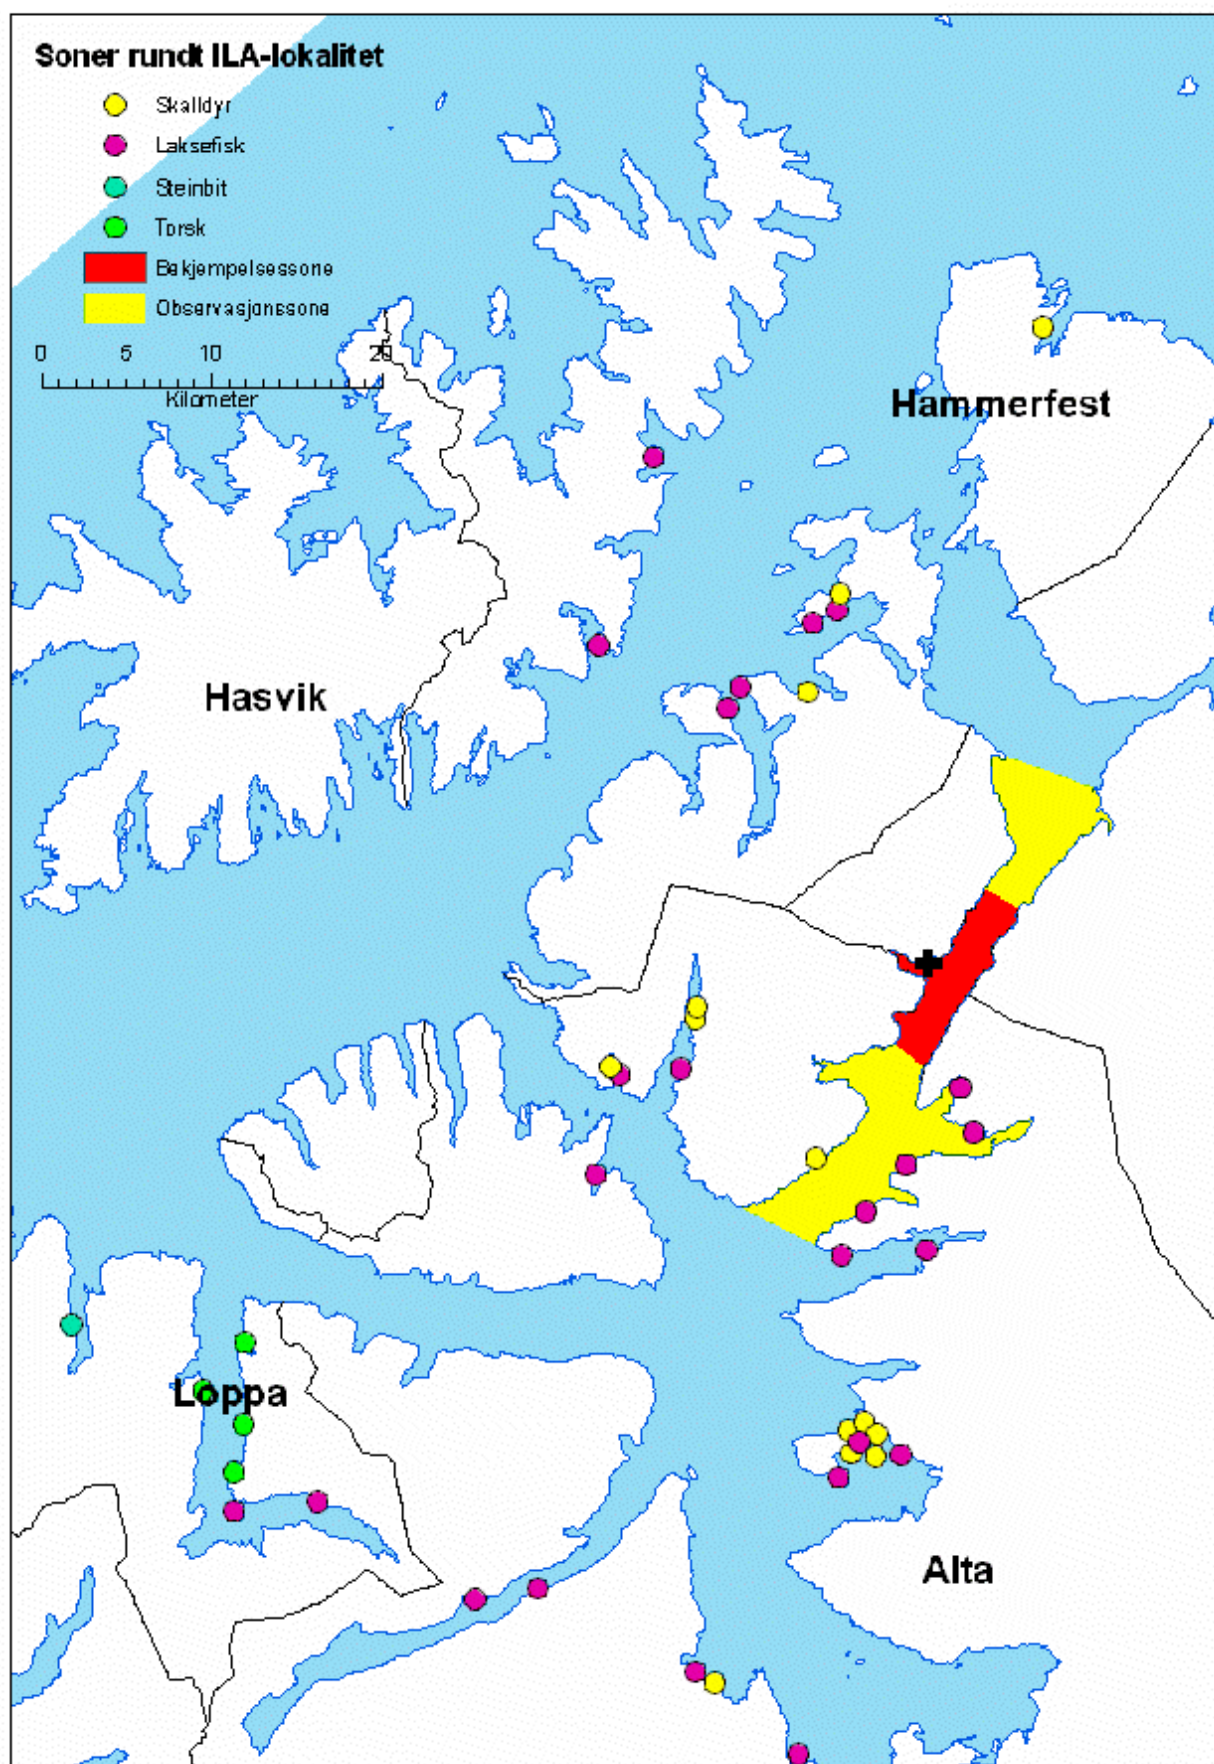 Soner rundt ILA-lokalitet
Skalldyr
Laksefisk
Steinbit
Torsk
Bekjempelsessone
Observasjonssone
0 5 10 20
Kilometer
Hammerfest
Hasvik
Loppa
Alta